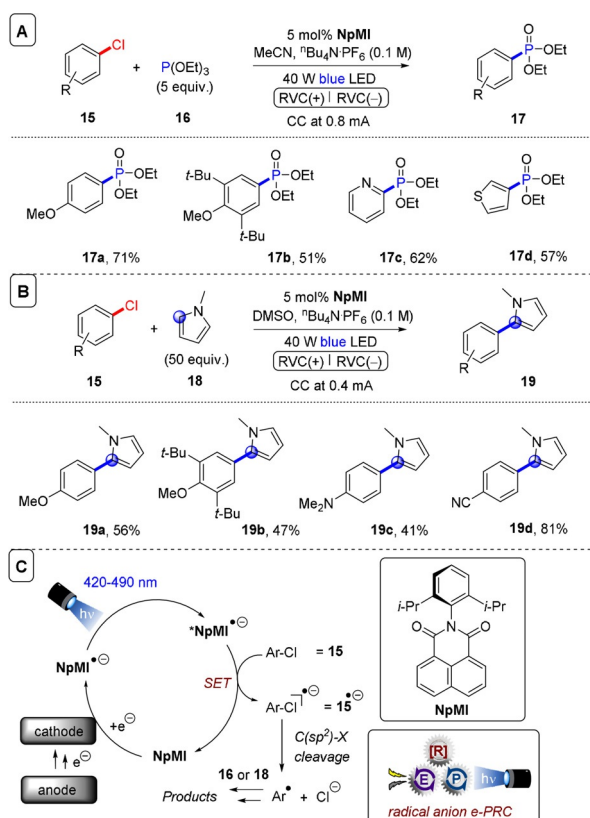 A
Cl
R
15
+
P(OEt)3
(5 equiv.)
16
5 mol% NpMI
MeCN, nBu4N·PF6 (0.1 M)
40 W blue LED
RVC(+) | RVC(–)
CC at 0.8 mA
O
P
OEt
OEt
R
17
O
P
OEt
OEt
MeO
17a, 71%
t-Bu
O
P
OEt
OEt
MeO
t-Bu
17b, 51%
N
O
P
OEt
OEt
17c, 62%
S
O
P
OEt
OEt
17d, 57%
B
Cl
R
15
+
N
(50 equiv.)
18
5 mol% NpMI
DMSO, nBu4N·PF6 (0.1 M)
40 W blue LED
RVC(+) | RVC(–)
CC at 0.4 mA
N
R
19
N
MeO
19a, 56%
t-Bu
N
MeO
t-Bu
19b, 47%
N
NMe2
19c, 41%
N
NC
19d, 81%
C
420-490 nm
hν
*NpMI•⊖
NpMI•⊖
SET
Ar-Cl = 15
Ar-Cl•⊖ = 15•⊖
+e⊖
cathode
e⊖
anode
NpMI
C(sp2)-X
cleavage
16 or 18
Products
Ar• + Cl⊖
i-Pr
i-Pr
O
N
O
NpMI
[R]
E
P
hν
radical anion e-PRC